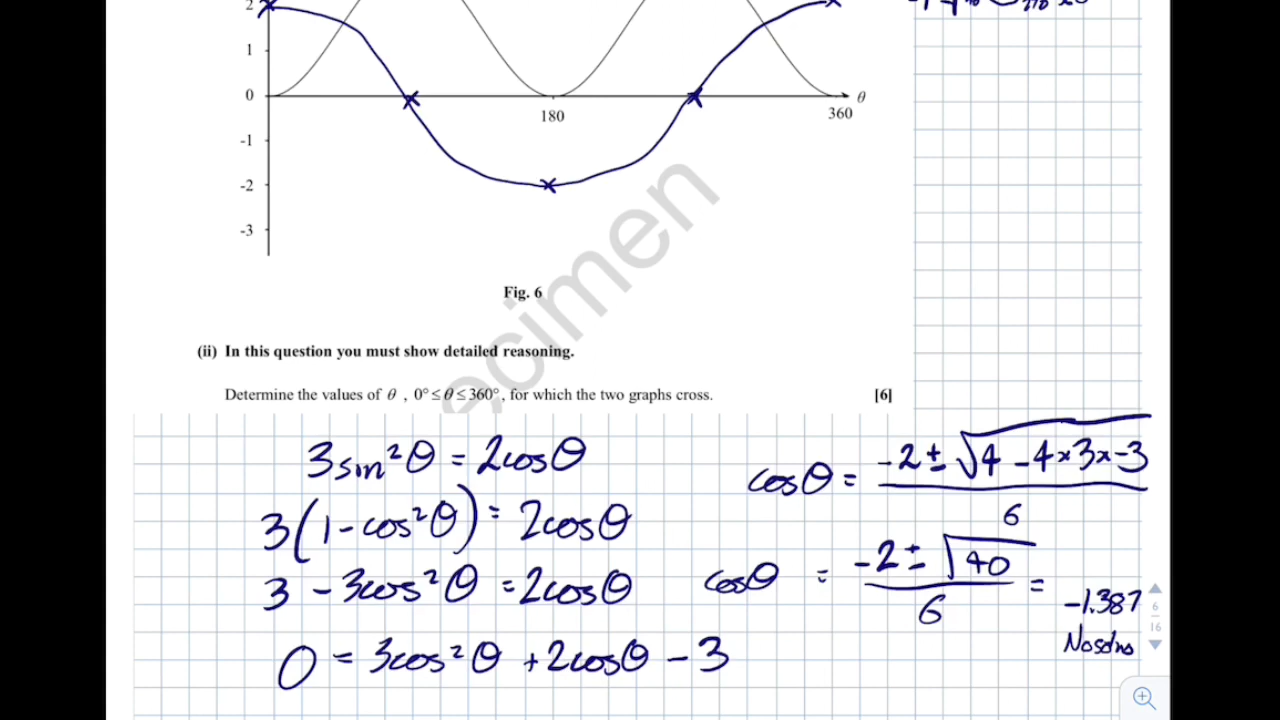 2
1
0
-1
-2
-3
180
360
θ
Fig. 6
ecimen
(ii) In this question you must show detailed reasoning.
Determine the values of θ , 0° ≤ θ ≤ 360°, for which the two graphs cross. [6]
3sin²θ = 2cosθ
3(1-cos²θ) = 2cosθ
3 - 3cos²θ = 2cosθ
0 = 3cos²θ + 2cosθ - 3
cosθ = (-2 ± √(4 - 4×3×-3))/6
cosθ = (-2 ± √40)/6 = -1.387
6
16